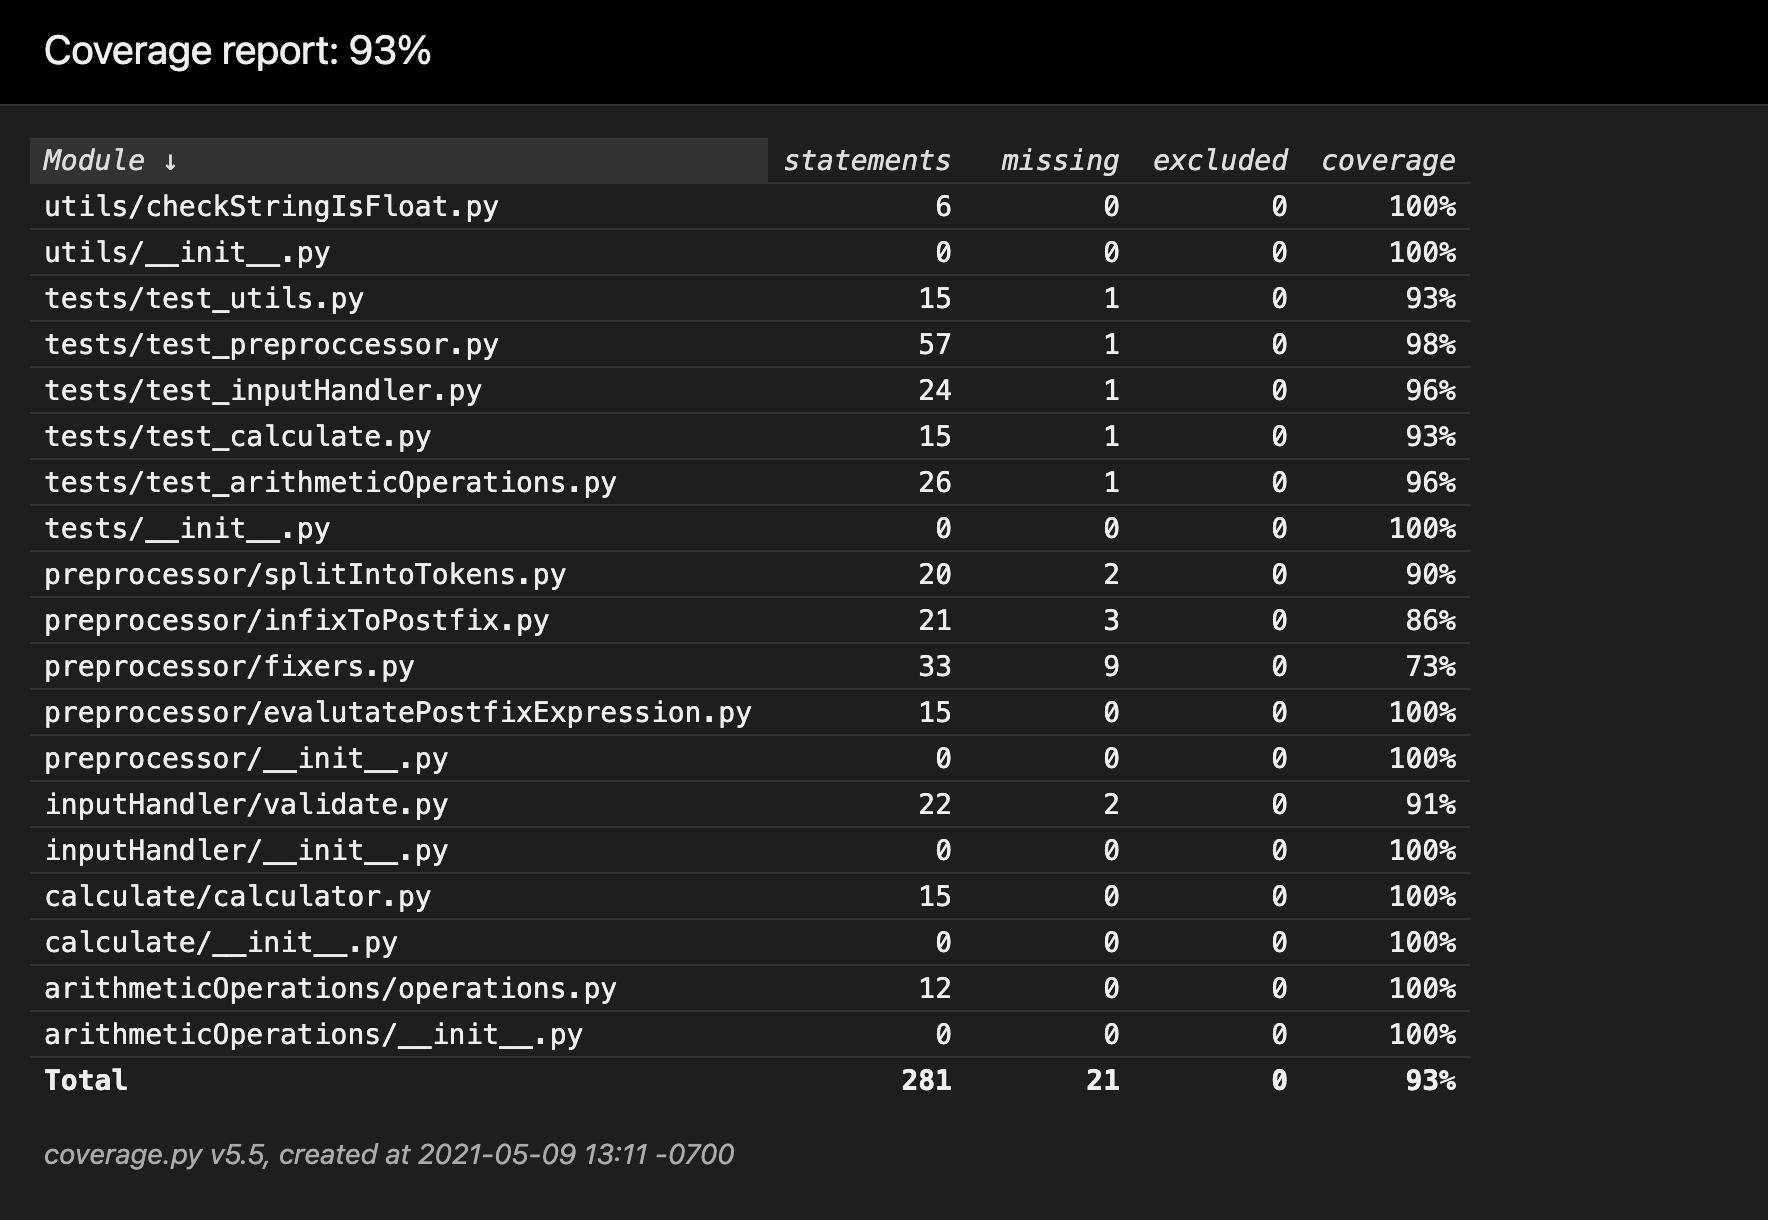 Coverage report: 93%
Module ↓ statements missing excluded coverage
utils/checkStringIsFloat.py 6 0 0 100%
utils/__init__.py 0 0 0 100%
tests/test_utils.py 15 1 0 93%
tests/test_preproccessor.py 57 1 0 98%
tests/test_inputHandler.py 24 1 0 96%
tests/test_calculate.py 15 1 0 93%
tests/test_arithmeticOperations.py 26 1 0 96%
tests/__init__.py 0 0 0 100%
preprocessor/splitIntoTokens.py 20 2 0 90%
preprocessor/infixToPostfix.py 21 3 0 86%
preprocessor/fixers.py 33 9 0 73%
preprocessor/evalutatePostfixExpression.py 15 0 0 100%
preprocessor/__init__.py 0 0 0 100%
inputHandler/validate.py 22 2 0 91%
inputHandler/__init__.py 0 0 0 100%
calculate/calculator.py 15 0 0 100%
calculate/__init__.py 0 0 0 100%
arithmeticOperations/operations.py 12 0 0 100%
arithmeticOperations/__init__.py 0 0 0 100%
Total 281 21 0 93%
coverage.py v5.5, created at 2021-05-09 13:11 -0700